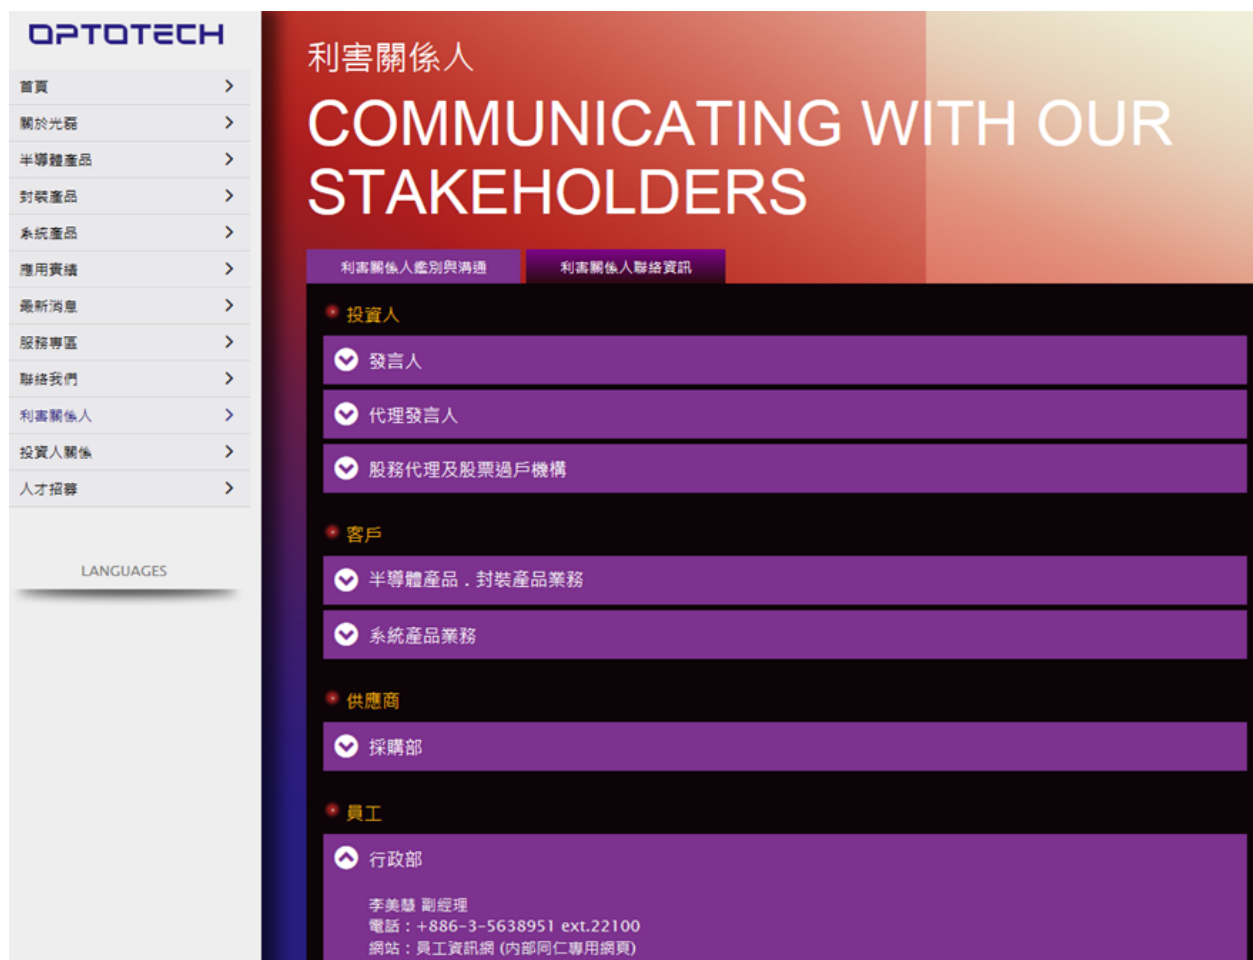 OPTOTECH
首頁
關於光磊
半導體產品
封裝產品
系統產品
應用實績
最新消息
服務專區
聯絡我們
利害關係人
投資人關係
人才招募
LANGUAGES
利害關係人
COMMUNICATING WITH OUR
STAKEHOLDERS
利害關係人鑑別與溝通
利害關係人聯絡資訊
投資人
發言人
代理發言人
股務代理及股票過戶機構
客戶
半導體產品．封裝產品業務
系統產品業務
供應商
採購部
員工
行政部
李美慧 副經理
電話：+886-3-5638951 ext.22100
網站：員工資訊網 (內部同仁專用網頁)